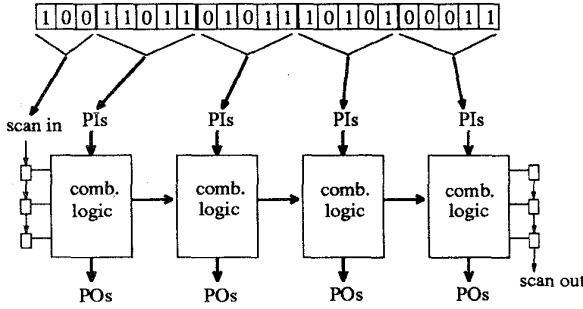 1 0 0 1 1 0 1 1 0 1 0 1 1 1 0 1 0 1 0 0 0 1 1
scan in PIs PIs PIs PIs
comb. comb. comb. comb.
logic logic logic logic
scan out
POs POs POs POs